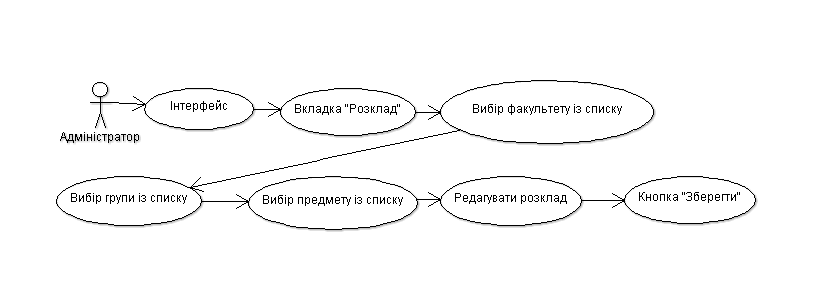 Інтерфейс
Вкладка "Розклад"
Вибір факультету із списку
Адміністратор
Вибір групи із списку
Вибір предмету із списку
Редагувати розклад
Кнопка "Зберегти"